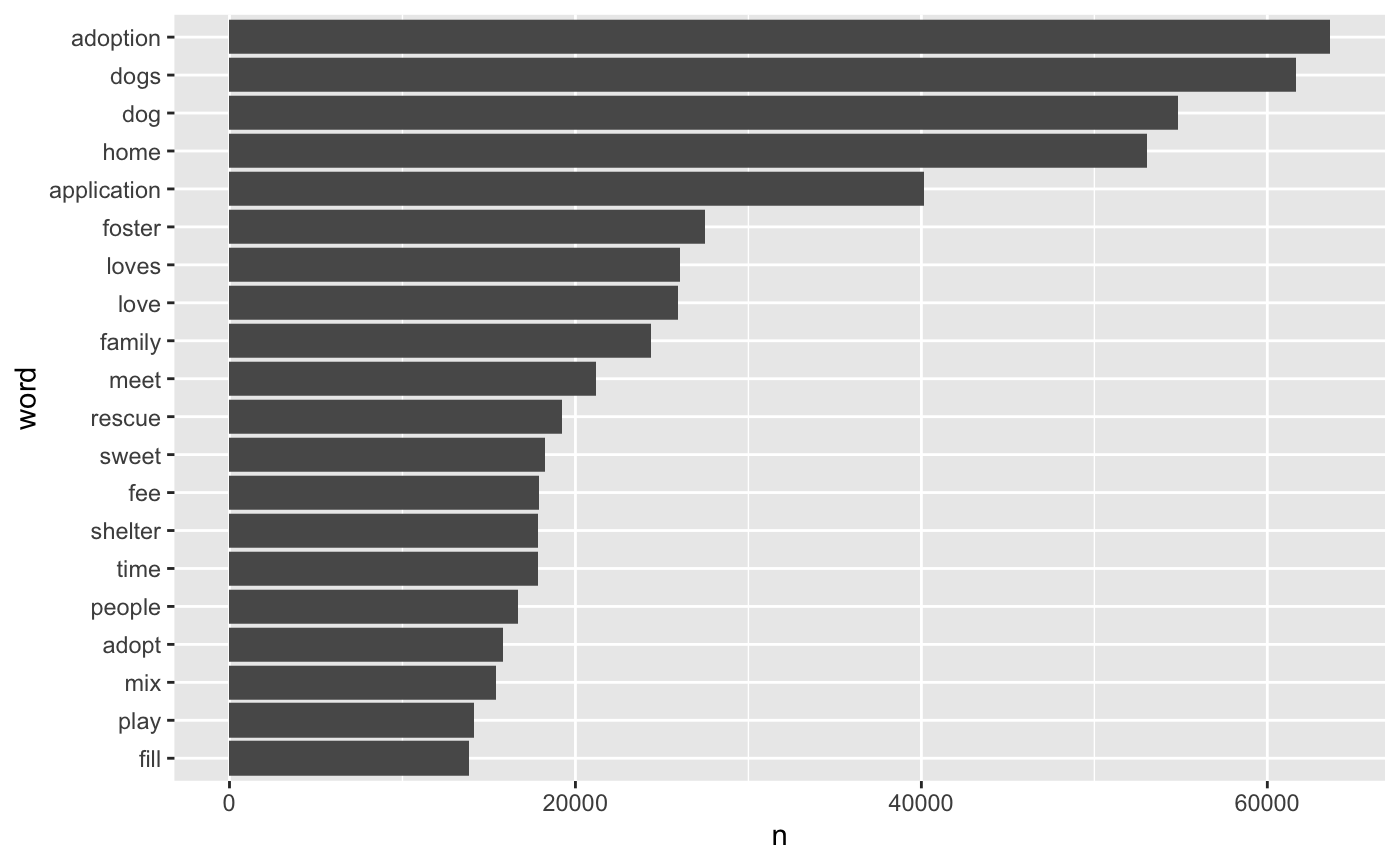 adoption
dogs
dog
home
application
foster
loves
love
family
meet
rescue
sweet
fee
shelter
time
people
adopt
mix
play
fill
word
0 20000 40000 60000
n